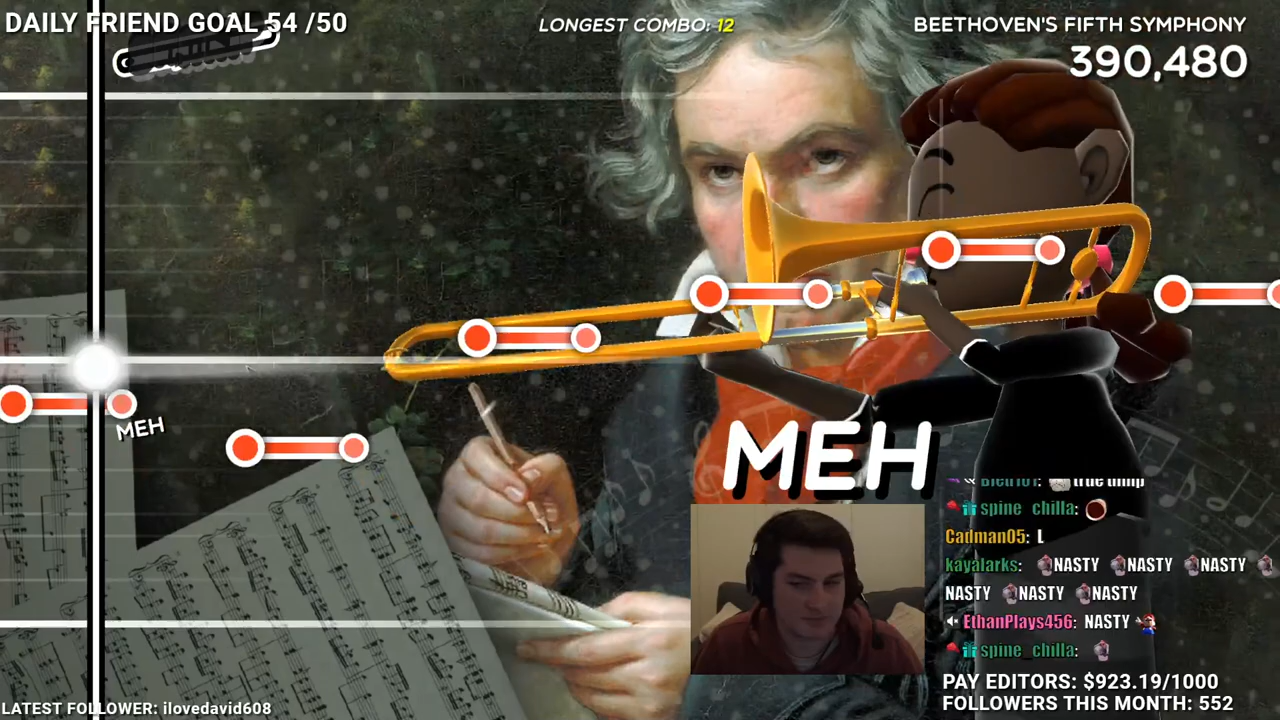 DAILY FRIEND GOAL 54 /50
LONGEST COMBO: 12
BEETHOVEN'S FIFTH SYMPHONY
390,480
MEH
MEH
spine_chilla:
Cadman05: L
kayalarks: NASTY NASTY NASTY
NASTY NASTY NASTY
EthanPlays456: NASTY
spine_chilla:
PAY EDITORS: $923.19/1000
FOLLOWERS THIS MONTH: 552
LATEST FOLLOWER: ilovedavid608